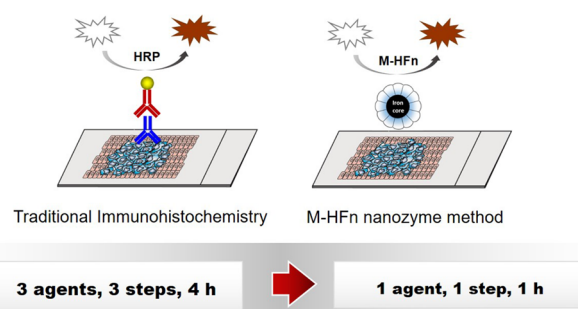 HRP
M-HFn
Iron
core
Traditional Immunohistochemistry
M-HFn nanozyme method
3 agents, 3 steps, 4 h
1 agent, 1 step, 1 h